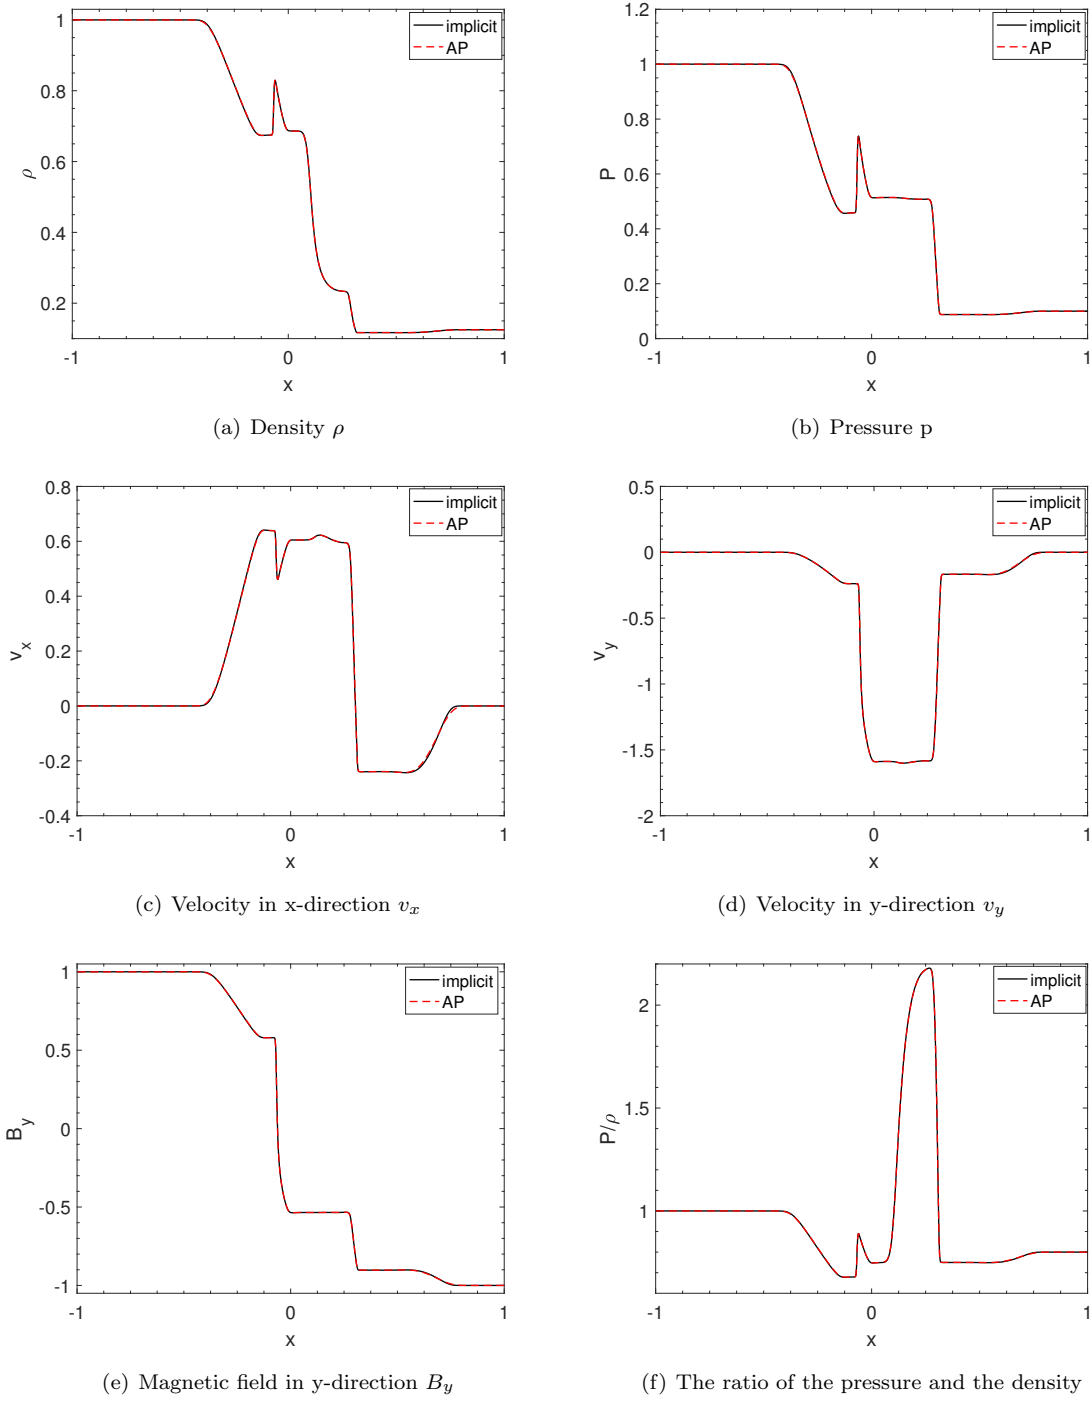 1
0.8
0.6
0.4
0.2
ρ
-1
0
1
x
implicit
AP
(a) Density ρ
1.2
1
0.8
0.6
0.4
0.2
0
P
-1
0
1
x
implicit
AP
(b) Pressure p
0.8
0.6
0.4
0.2
0
-0.2
-0.4
v_x
-1
0
1
x
implicit
AP
(c) Velocity in x-direction v_x
0.5
0
-0.5
-1
-1.5
-2
v_y
-1
0
1
x
implicit
AP
(d) Velocity in y-direction v_y
1
0.5
0
-0.5
-1
B_y
-1
0
1
x
implicit
AP
(e) Magnetic field in y-direction B_y
2
1.5
1
P/ρ
-1
0
1
x
implicit
AP
(f) The ratio of the pressure and the density